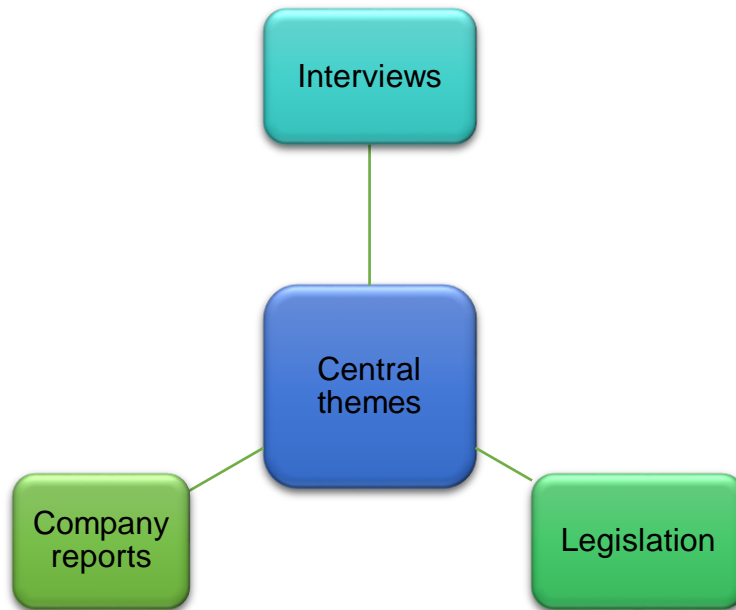 Interviews
Central
themes
Company
reports
Legislation